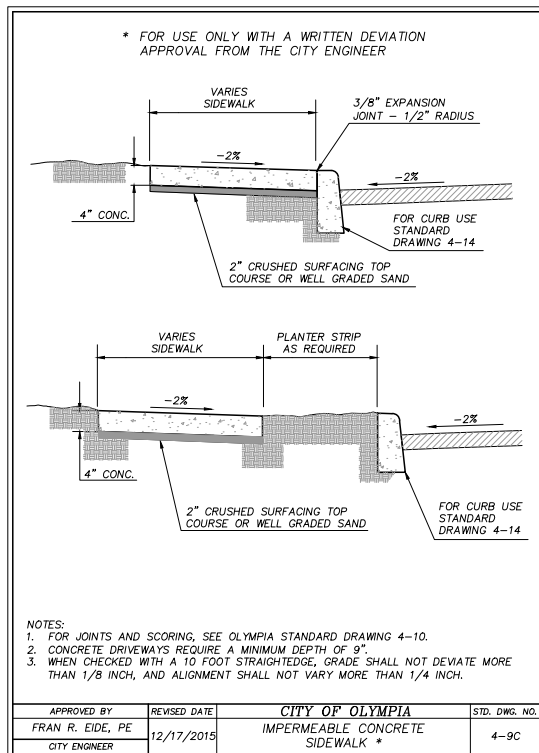 * FOR USE ONLY WITH A WRITTEN DEVIATION
APPROVAL FROM THE CITY ENGINEER
VARIES
SIDEWALK
3/8" EXPANSION
JOINT - 1/2" RADIUS
-2%
-2%
4" CONC.
FOR CURB USE
STANDARD
DRAWING 4-14
2" CRUSHED SURFACING TOP
COURSE OR WELL GRADED SAND
VARIES
SIDEWALK
PLANTER STRIP
AS REQUIRED
-2%
-2%
4" CONC.
2" CRUSHED SURFACING TOP
COURSE OR WELL GRADED SAND
FOR CURB USE
STANDARD
DRAWING 4-14
NOTES:
1. FOR JOINTS AND SCORING, SEE OLYMPIA STANDARD DRAWING 4-10.
2. CONCRETE DRIVEWAYS REQUIRE A MINIMUM DEPTH OF 9".
3. WHEN CHECKED WITH A 10 FOOT STRAIGHTEDGE, GRADE SHALL NOT DEVIATE MORE
THAN 1/8 INCH, AND ALIGNMENT SHALL NOT VARY MORE THAN 1/4 INCH.
APPROVED BY
FRAN R. EIDE, PE
CITY ENGINEER
REVISED DATE
12/17/2015
CITY OF OLYMPIA
IMPERMEABLE CONCRETE
SIDEWALK *
STD. DWG. NO.
4-9C